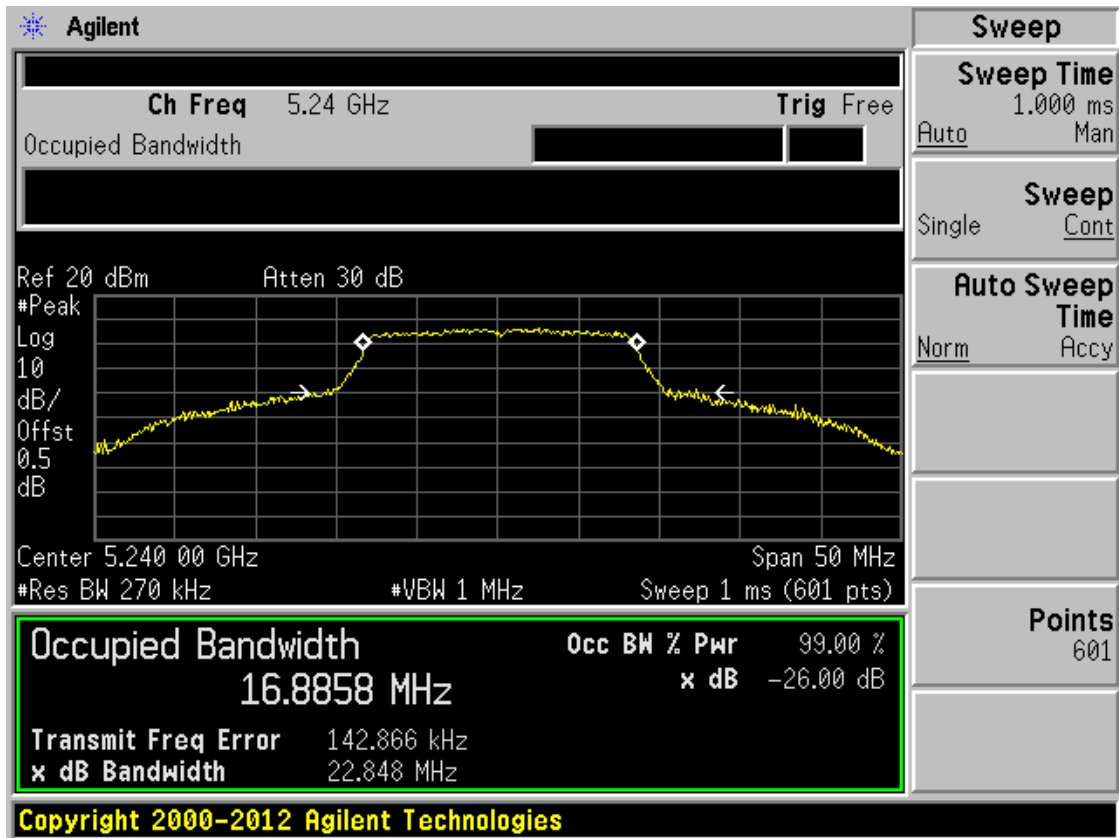 Agilent
Ch Freq 5.24 GHz Trig Free
Occupied Bandwidth
Ref 20 dBm Atten 30 dB
#Peak
Log
10
dB/
Offst
0.5
dB
Center 5.240 00 GHz Span 50 MHz
#Res BW 270 kHz #VBW 1 MHz Sweep 1 ms (601 pts)
Occupied Bandwidth
16.8858 MHz
Occ BW % Pwr 99.00 %
x dB -26.00 dB
Transmit Freq Error 142.866 kHz
x dB Bandwidth 22.848 MHz
Copyright 2000-2012 Agilent Technologies
Sweep
Sweep Time
1.000 ms
Auto Man
Sweep
Single Cont
Auto Sweep
Time
Norm Accy
Points
601